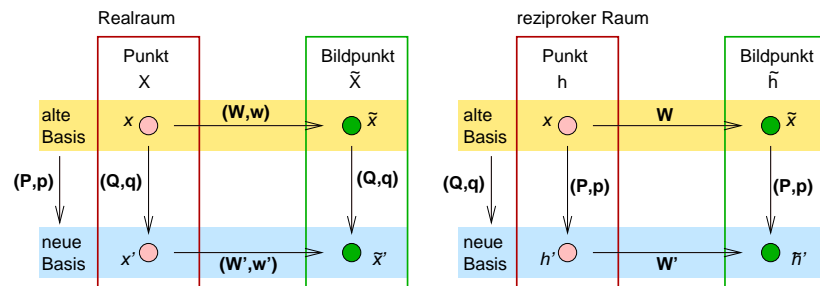 Realraum
Punkt
X
Bildpunkt
X̃
alte
Basis
x
(W,w)
x̃
(P,p)
(Q,q)
(Q,q)
neue
Basis
x'
(W',w')
x̃'
reziproker Raum
Punkt
h
Bildpunkt
h̃
alte
Basis
x
W
x̃
(Q,q)
(P,p)
(P,p)
neue
Basis
h'
W'
h̃'